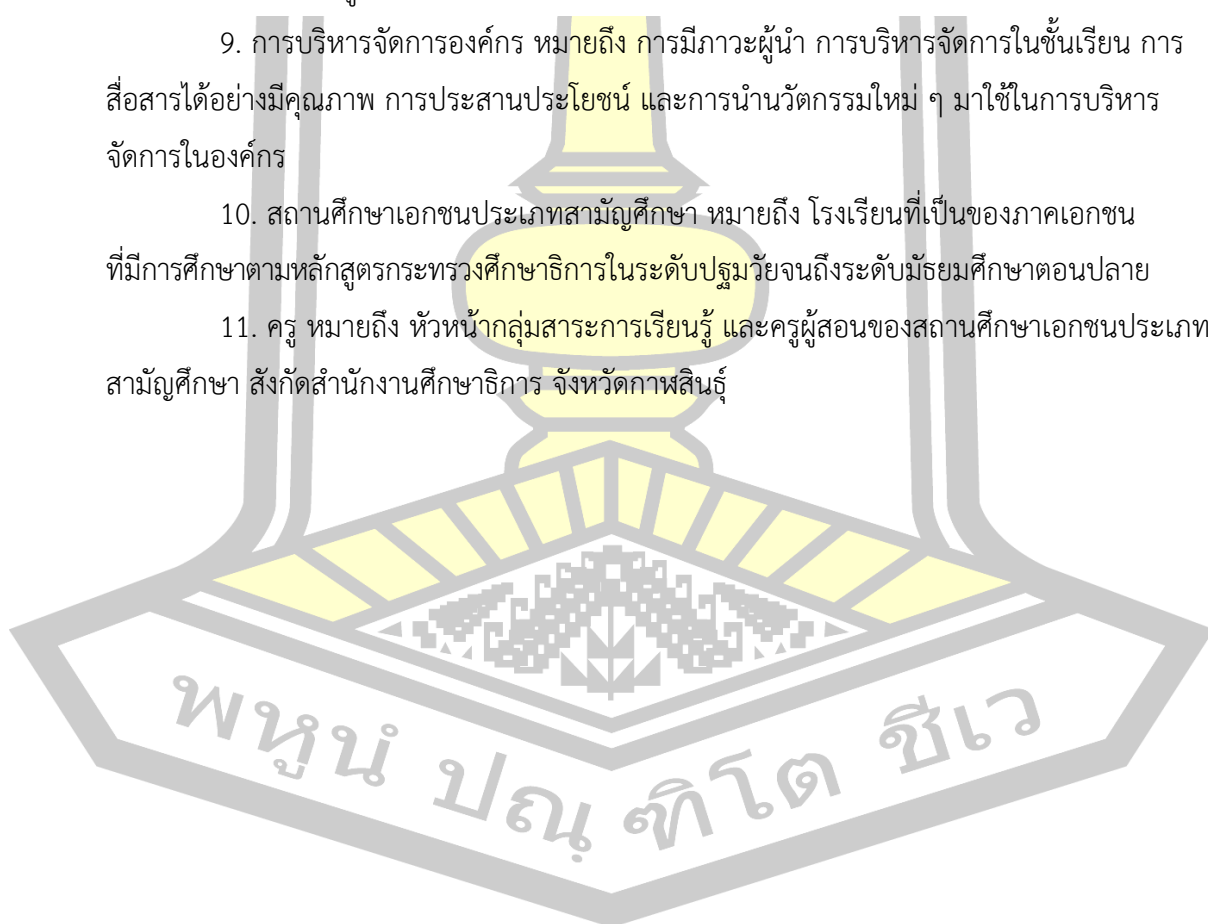 9. การบริหารจัดการองค์กร หมายถึง การมีภาวะผู้นำ การบริหารจัดการในชั้นเรียน การ
สื่อสารได้อย่างมีคุณภาพ การประสานประโยชน์ และการนำนวัตกรรมใหม่ ๆ มาใช้ในการบริหาร
จัดการในองค์กร
10. สถานศึกษาเอกชนประเภทสามัญศึกษา หมายถึง โรงเรียนที่เป็นของภาคเอกชน
ที่มีการศึกษาตามหลักสูตรกระทรวงศึกษาธิการในระดับปฐมวัยจนถึงระดับมัธยมศึกษาตอนปลาย
11. ครู หมายถึง หัวหน้ากลุ่มสาระการเรียนรู้ และครูผู้สอนของสถานศึกษาเอกชนประเภท
สามัญศึกษา สังกัดสำนักงานศึกษาธิการ จังหวัดกาฬสินธุ์
พหูนํ ปณฺฑิโต ชีเว